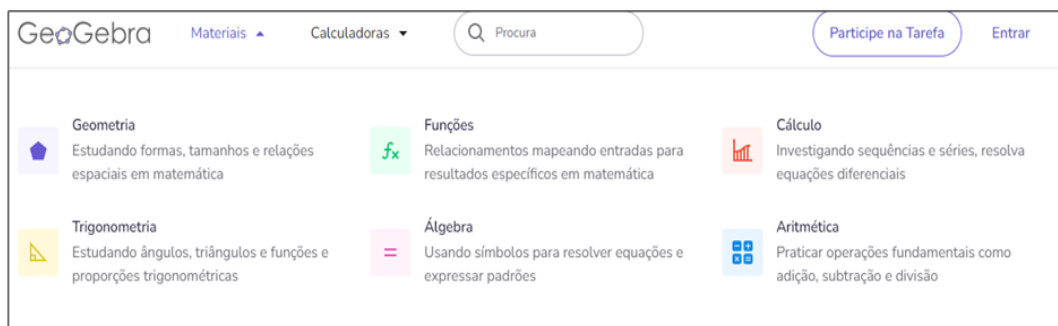 GeoGebra Materiais Calculadoras Procura Participe na Tarefa Entrar
Geometria
Estudando formas, tamanhos e relações
espaciais em matemática
Funções
Relacionamentos mapeando entradas para
resultados específicos em matemática
Cálculo
Investigando sequências e séries, resolva
equações diferenciais
Trigonometria
Estudando ângulos, triângulos e funções e
proporções trigonométricas
Álgebra
Usando símbolos para resolver equações e
expressar padrões
Aritmética
Praticar operações fundamentais como
adição, subtração e divisão